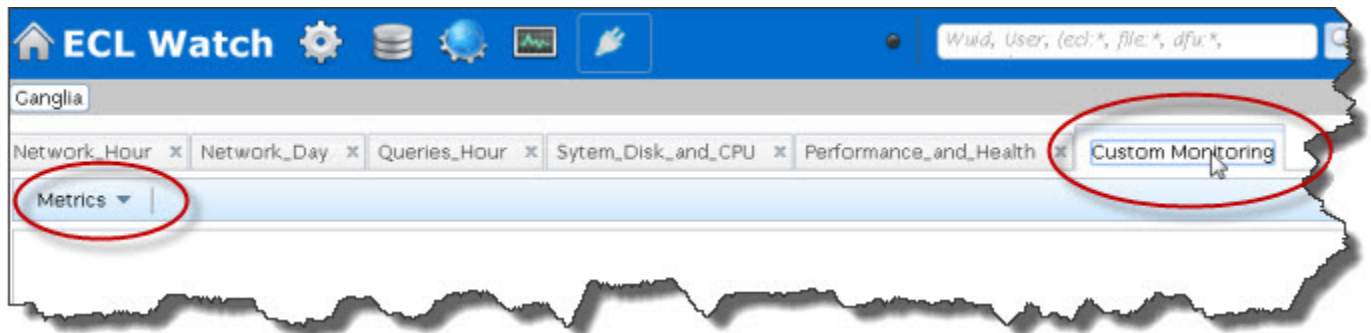 ECL Watch Wuid, User, (ecl:*, file:*, dfu:*,
Ganglia
Network_Hour x Network_Day x Queries_Hour x Sytem_Disk_and_CPU x Performance_and_Health x Custom Monitoring
Metrics